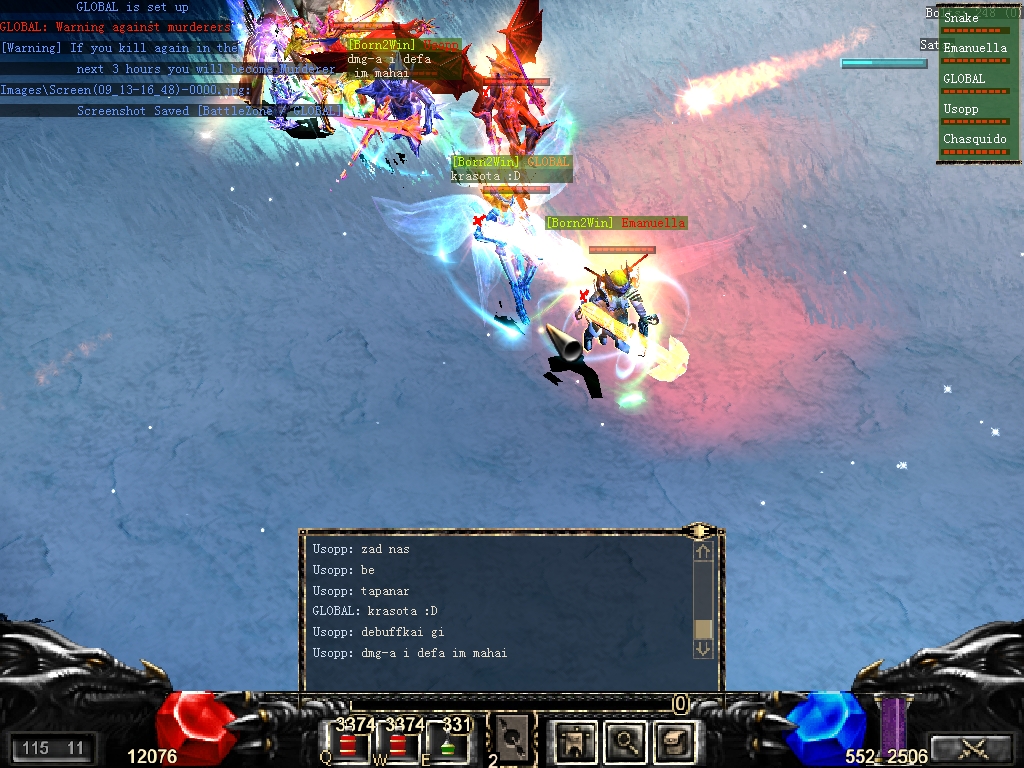 GLOBAL is set up
GLOBAL: Warning against murderers
[Warning] If you kill again in the
next 3 hours you will become Murderer
Images\Screen(09_13-16_48)-0000.jpg:
Screenshot Saved [BattleZone / GLOBAL]
[Born2Win] Usopp
dmg-a i defa
im mahai
[Born2Win] GLOBAL
krasota :D
[Born2Win] Emanuella
Snake
Emanuella
GLOBAL
Usopp
Chasquido
Usopp: zad nas
Usopp: be
Usopp: tapanar
GLOBAL: krasota :D
Usopp: debuffkai gi
Usopp: dmg-a i defa im mahai
0
115 11
12076
Q 3374 W 3374 E 331
2
552 2506